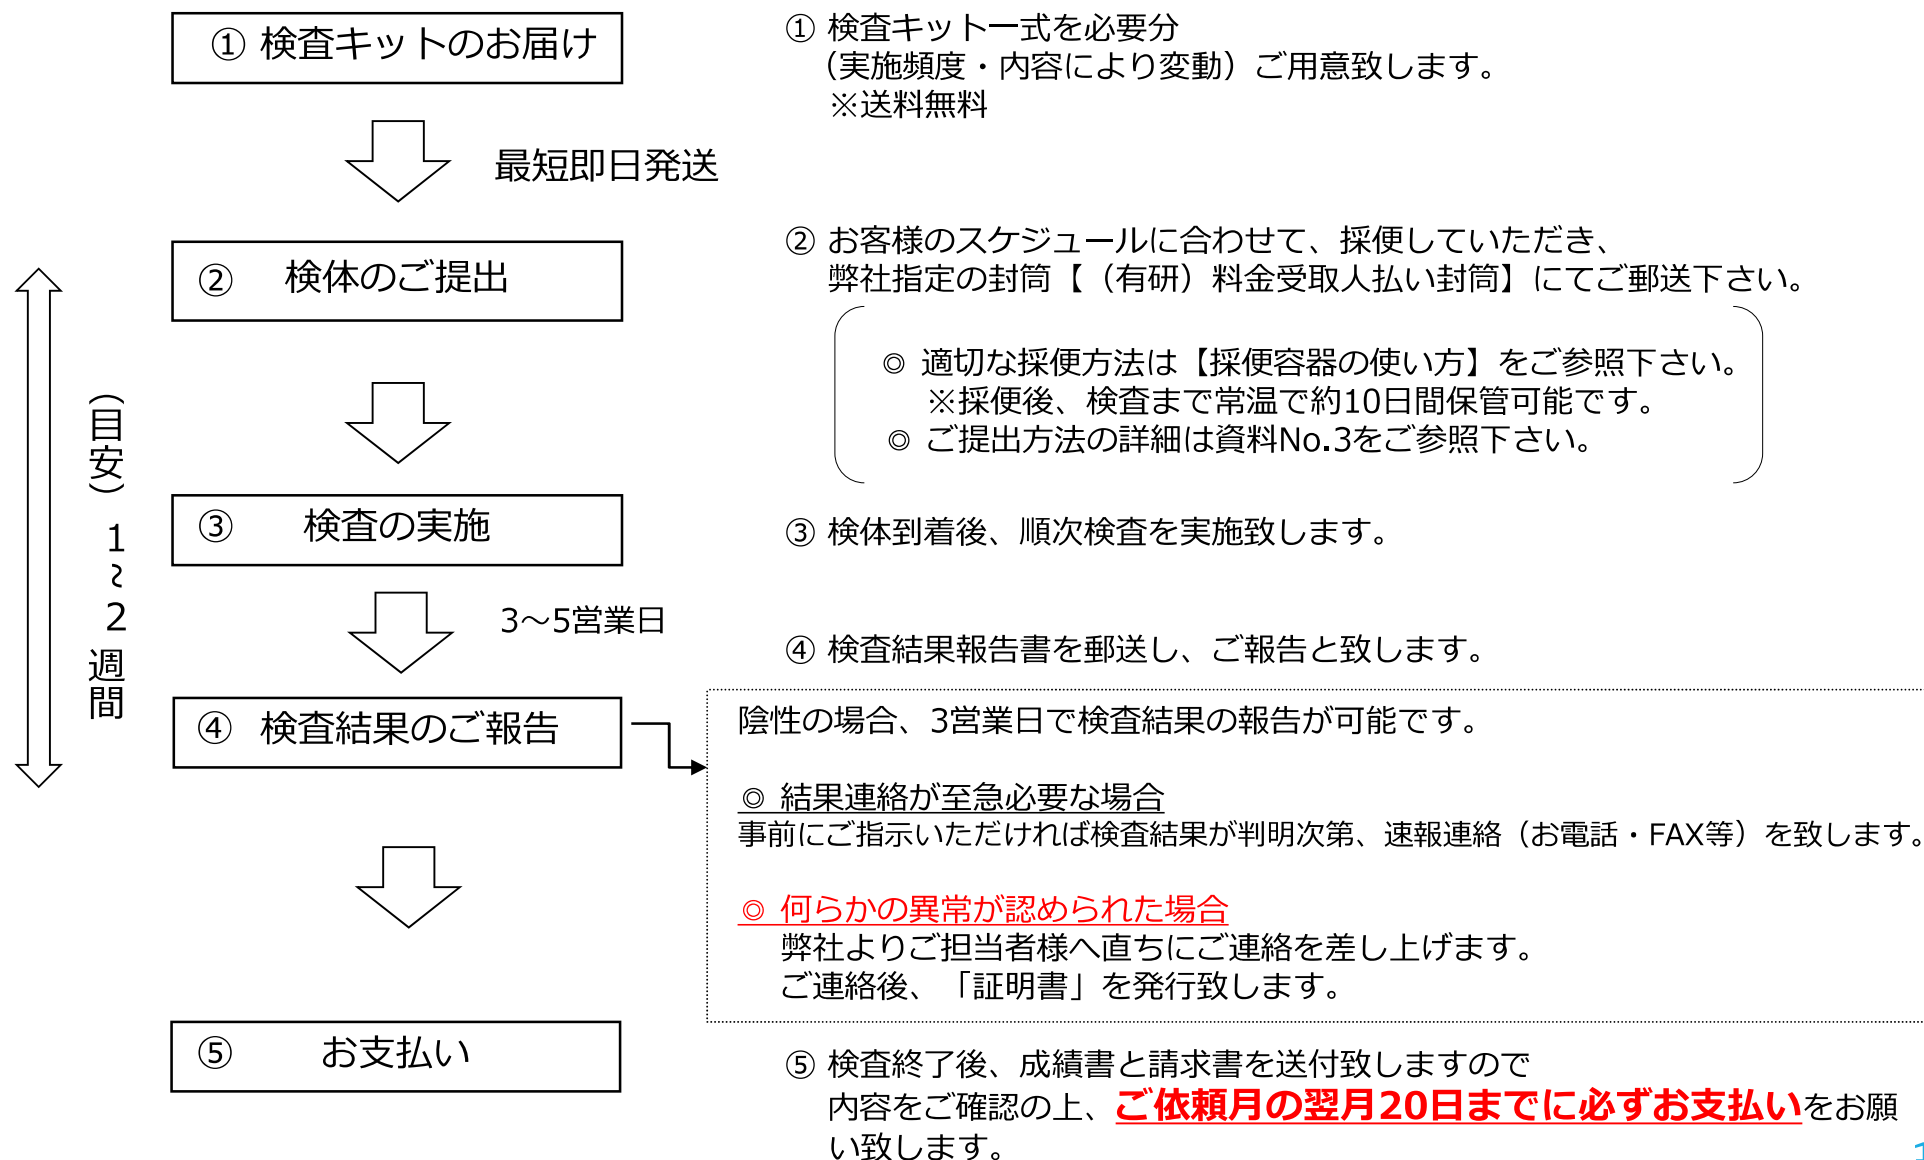 ① 検査キットのお届け
① 検査キット一式を必要分
（実施頻度・内容により変動）ご用意致します。
※送料無料
最短即日発送
② 検体のご提出
② お客様のスケジュールに合わせて、採便していただき、
弊社指定の封筒【（有研）料金受取人払い封筒】にてご郵送下さい。
◎ 適切な採便方法は【採便容器の使い方】をご参照下さい。
※採便後、検査まで常温で約10日間保管可能です。
◎ ご提出方法の詳細は資料No.3をご参照下さい。
（目安）1～2週間
③ 検査の実施
③ 検体到着後、順次検査を実施致します。
3～5営業日
④ 検査結果報告書を郵送し、ご報告と致します。
④ 検査結果のご報告
陰性の場合、3営業日で検査結果の報告が可能です。
◎ 結果連絡が至急必要な場合
事前にご指示いただければ検査結果が判明次第、速報連絡（お電話・FAX等）を致します。
◎ 何らかの異常が認められた場合
弊社よりご担当者様へ直ちにご連絡を差し上げます。
ご連絡後、「証明書」を発行致します。
⑤ お支払い
⑤ 検査終了後、成績書と請求書を送付致しますので
内容をご確認の上、ご依頼月の翌月20日までに必ずお支払いをお願
い致します。